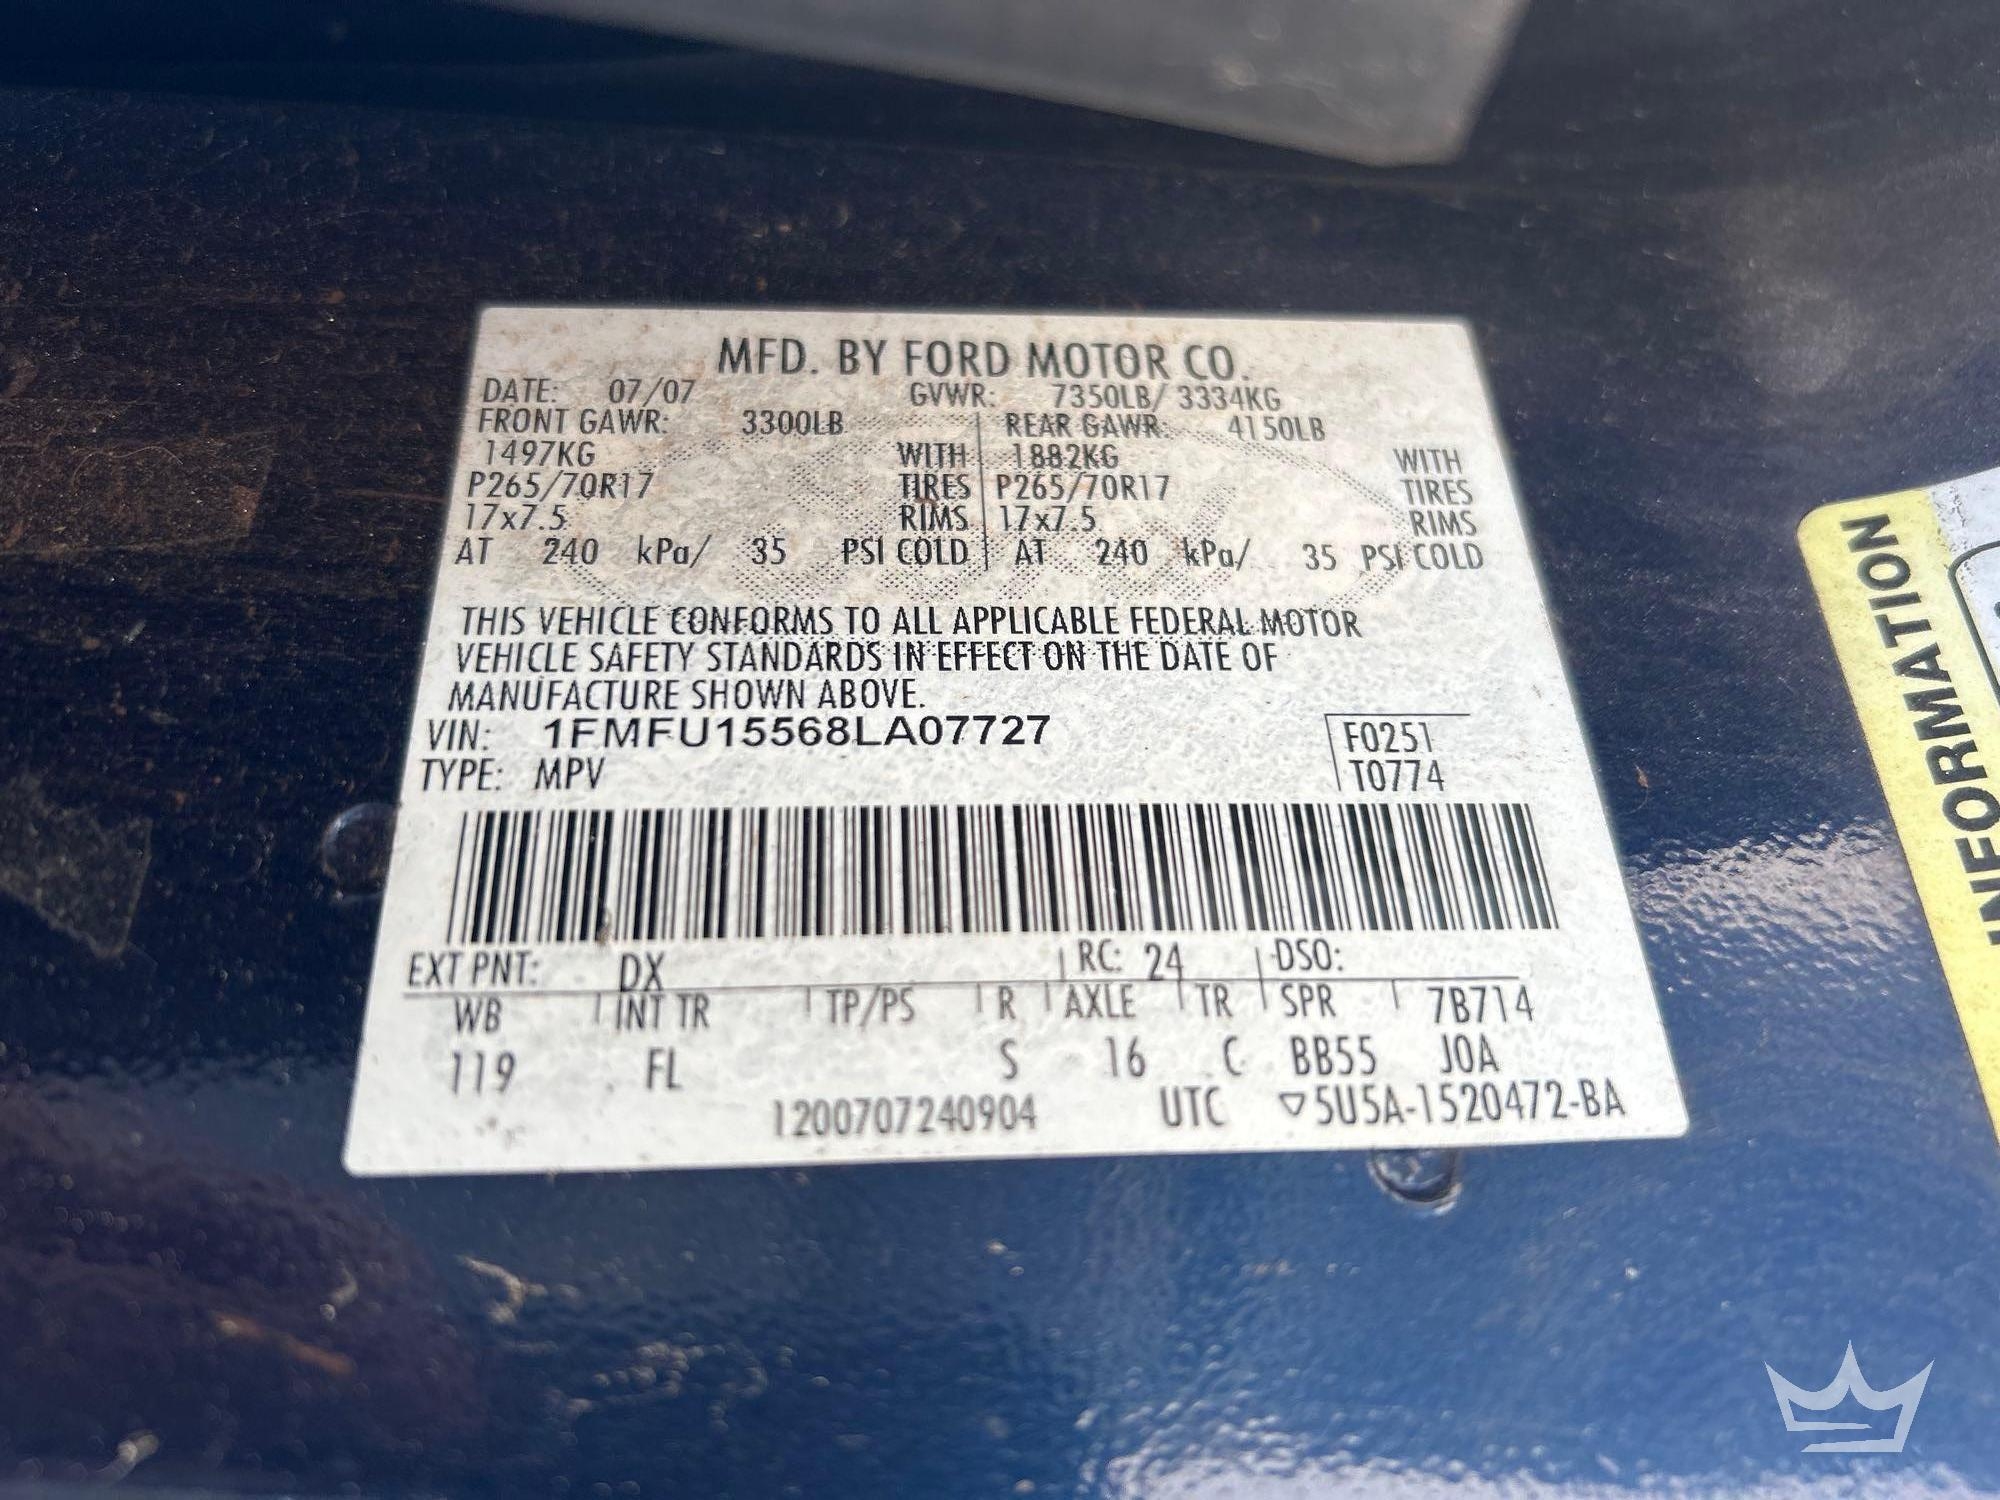 MFD. BY FORD MOTOR CO.
DATE: 07/07 GVWR: 7350LB/ 3334KG
FRONT GAWR: 3300LB REAR GAWR: 4150LB
1497KG WITH 1882KG WITH
P265/70R17 TIRES P265/70R17 TIRES
17x7.5 RIMS 17x7.5 RIMS
AT 240 kPa/ 35 PSI COLD AT 240 kPa/ 35 PSI COLD
THIS VEHICLE CONFORMS TO ALL APPLICABLE FEDERAL MOTOR
VEHICLE SAFETY STANDARDS IN EFFECT ON THE DATE OF
MANUFACTURE SHOWN ABOVE.
VIN: 1FMFU15568LA07727 F0251
TYPE: MPV T0774
EXT PNT: DX RC: 24 DSO:
WB INT TR TP/PS R AXLE TR SPR 7B714
119 FL S 16 C BB55 J0A
1200707240904 UTC ▽5U5A-1520472-BA
INFORMATION